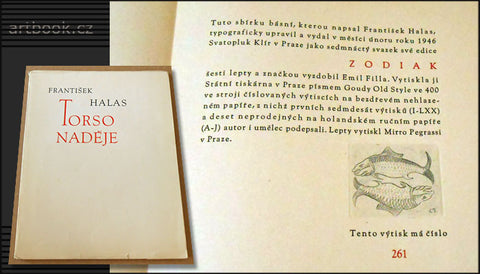 artbook.cz
FRANTIŠEK
HALAS
TORSO
NADĚJE
Tuto sbírku básní, kterou napsal František Halas,
typograficky upravil a vydal v měsíci únoru roku 1946
Svatopluk Klír v Praze jako sedmnáctý svazek své edice
ZODIAK
šesti lepty a značkou vyzdobil Emil Filla. Vytiskla ji
Státní tiskárna v Praze písmem Goudy Old Style ve 400
ve stroji číslovaných výtiscích na bezdřevém nehlaze-
ném papíře, z nichž prvních sedmdesát výtisků (I-LXX)
a deset neprodejných na holandském ručním papíře
(A-J) autor i umělec podepsali. Lepty vytiskl Mirro Pegrassi
v Praze.
Tento výtisk má číslo
261